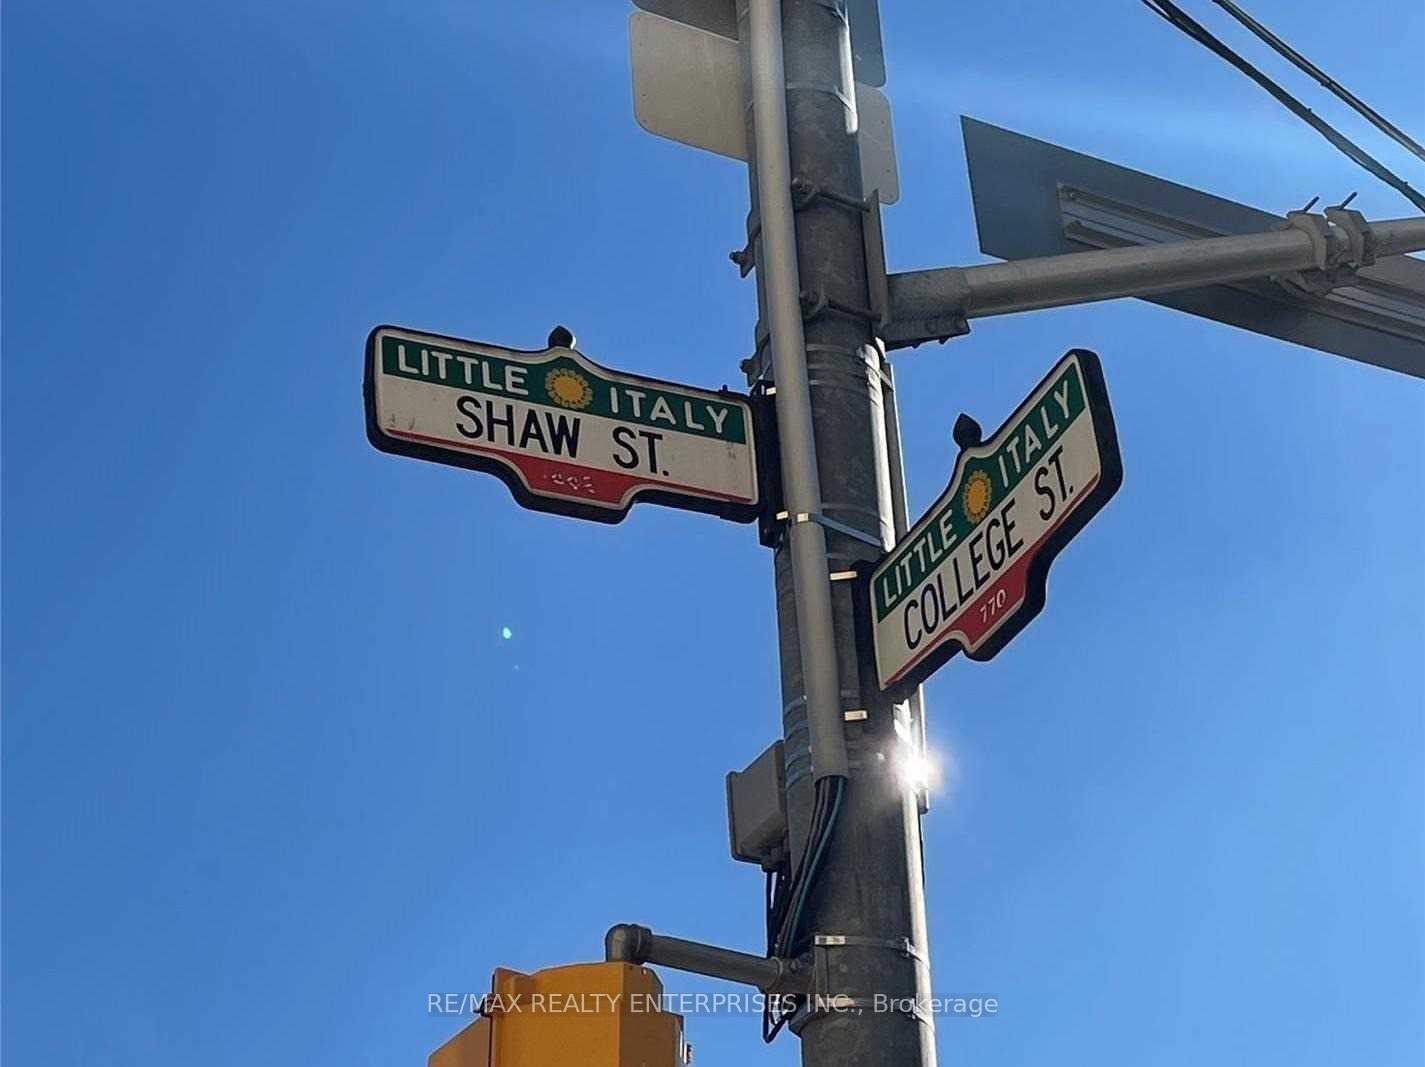 LITTLE ITALY
SHAW ST.
LITTLE ITALY
COLLEGE ST.
770
RE/MAX REALTY ENTERPRISES INC., Brokerage